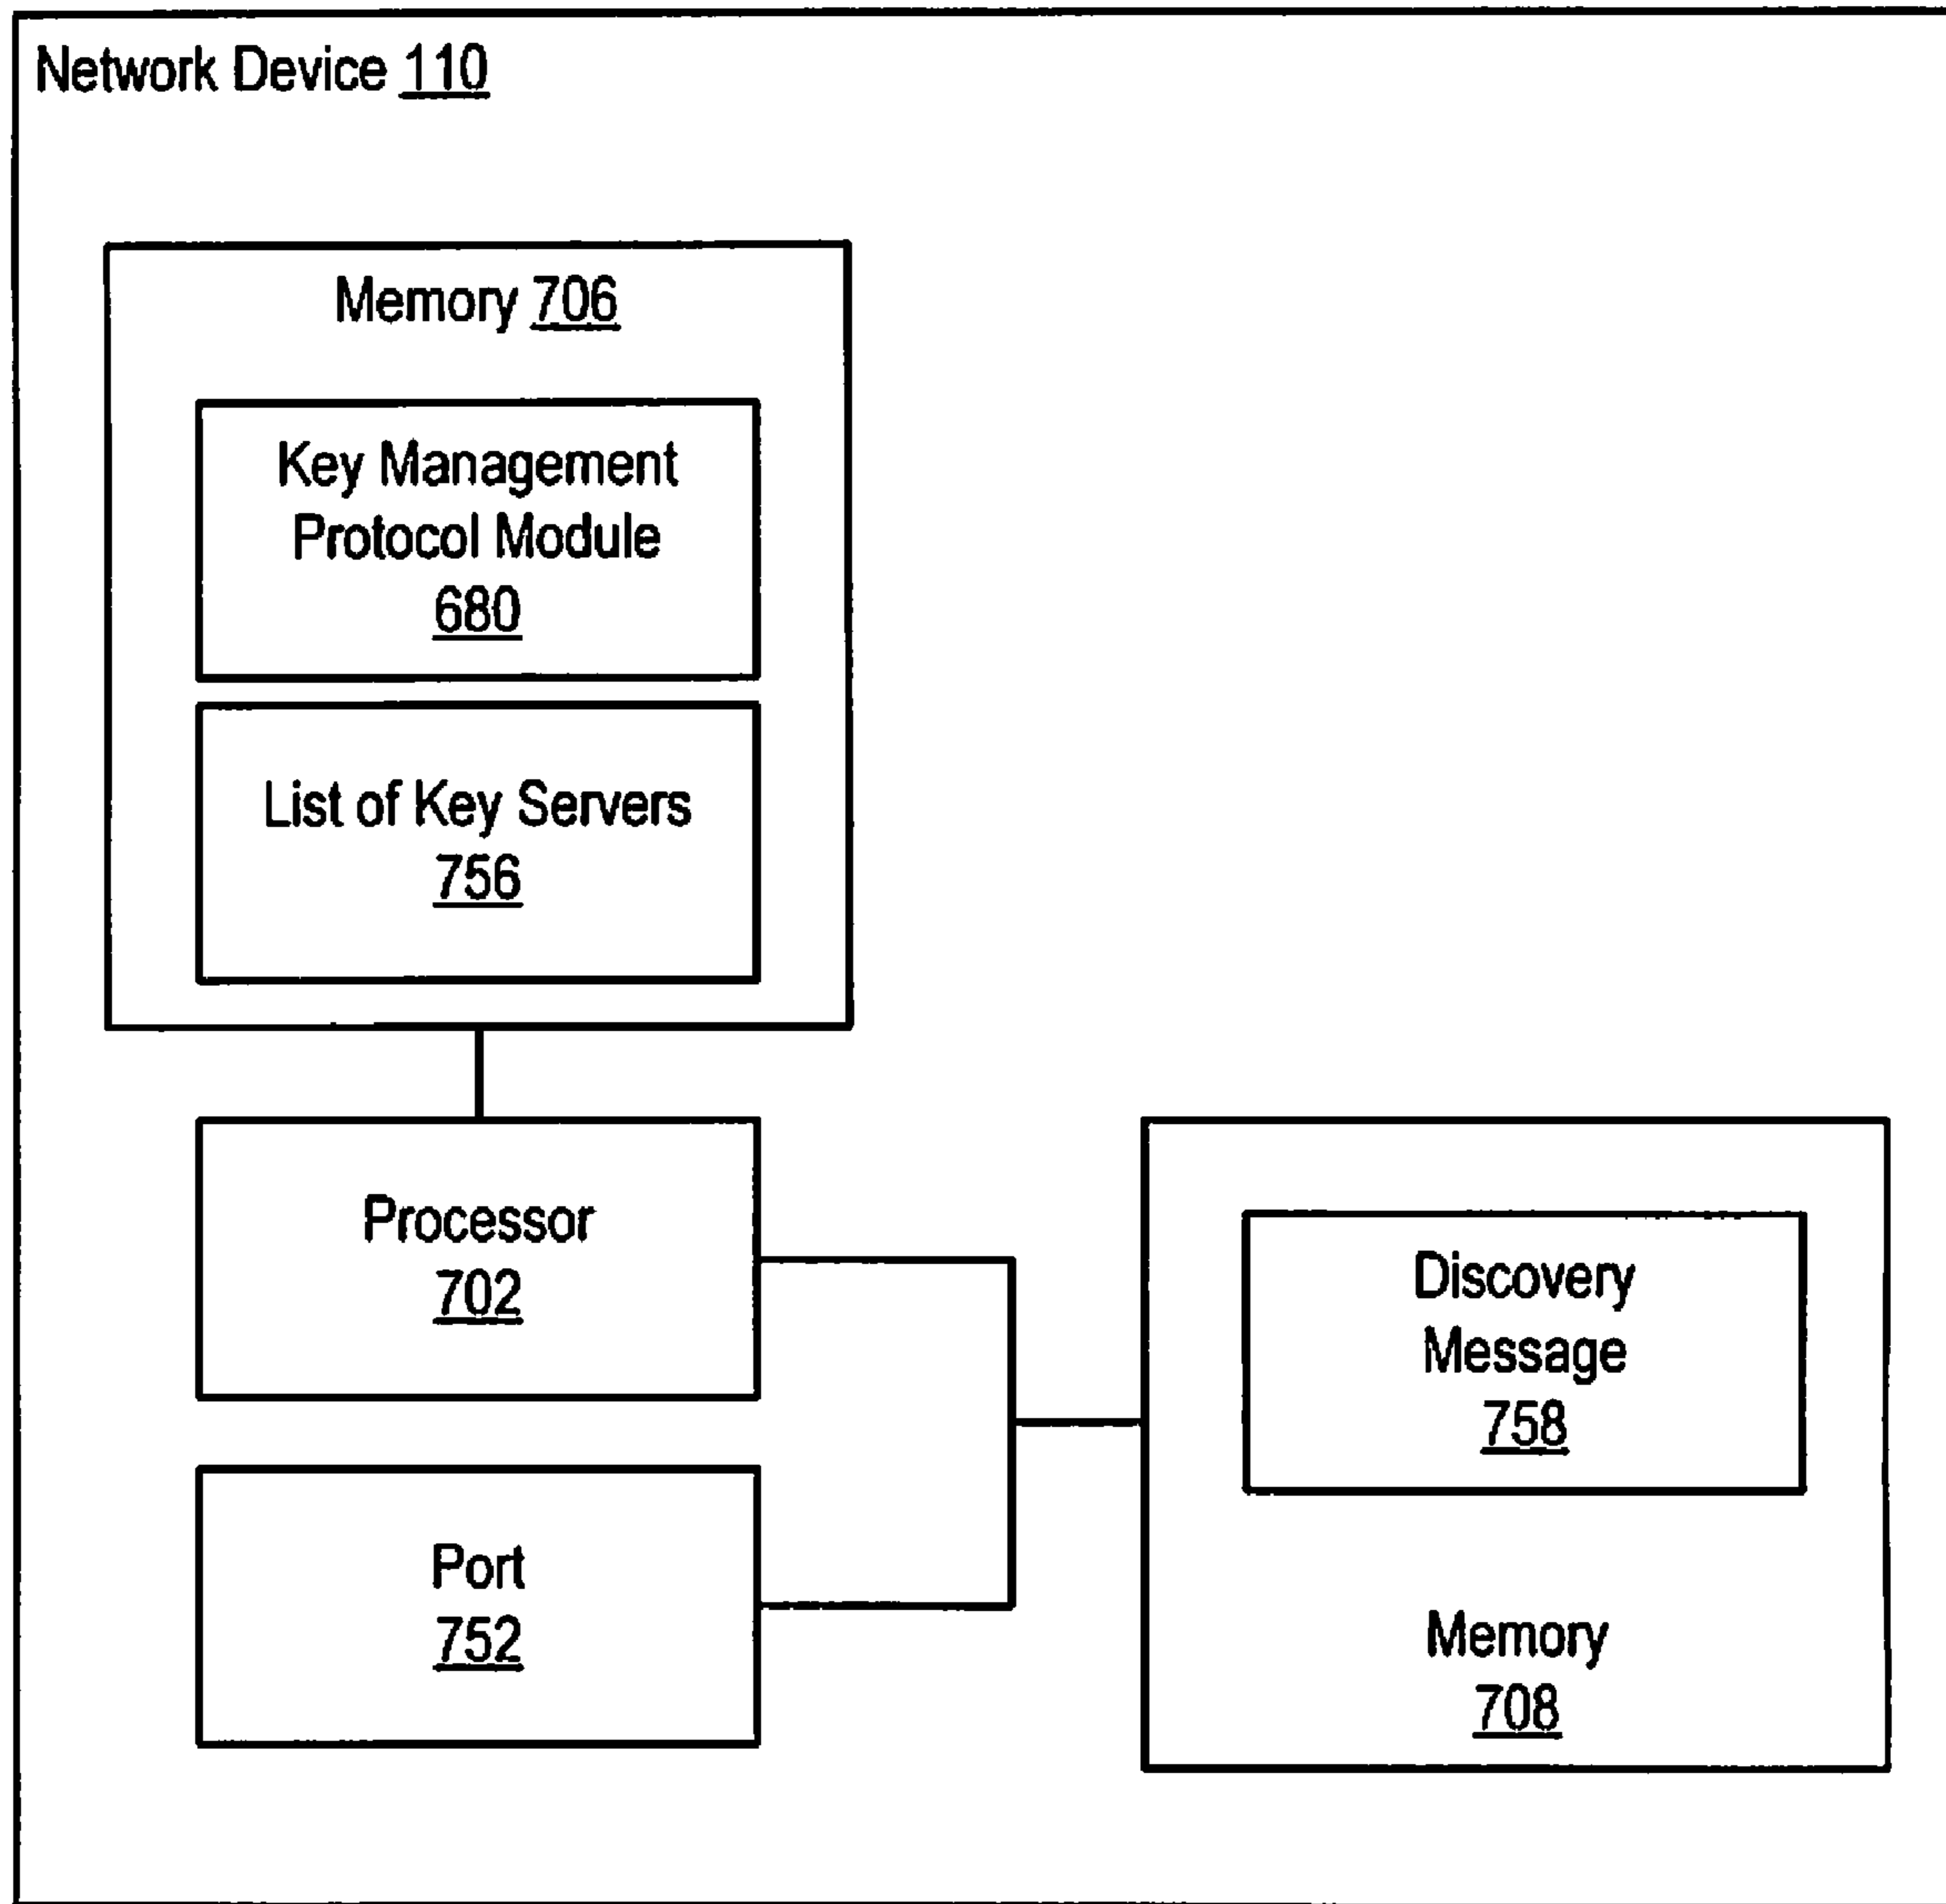 Network Device 110
Memory 706
Key Management
Protocol Module
680
List of Key Servers
756
Processor
702
Port
752
Discovery
Message
758
Memory
708